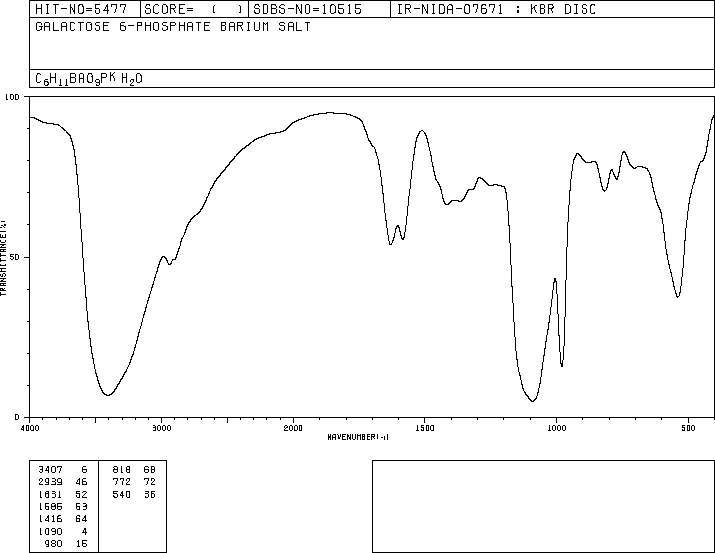 HIT-NO=5477 SCORE= ( ) SDBS-NO=10515 IR-NIDA-07671 : KBR DISC
GALACTOSE 6-PHOSPHATE BARIUM SALT
C6H11BAO9PK H2O
100
50
0
TRANSMITTANCE(%)
4000 3000 2000 1500 1000 500
WAVENUMBER(-1)
3407 6 818 68
2939 46 772 72
1631 52 540 36
1585 53
1416 64
1090 4
980 15